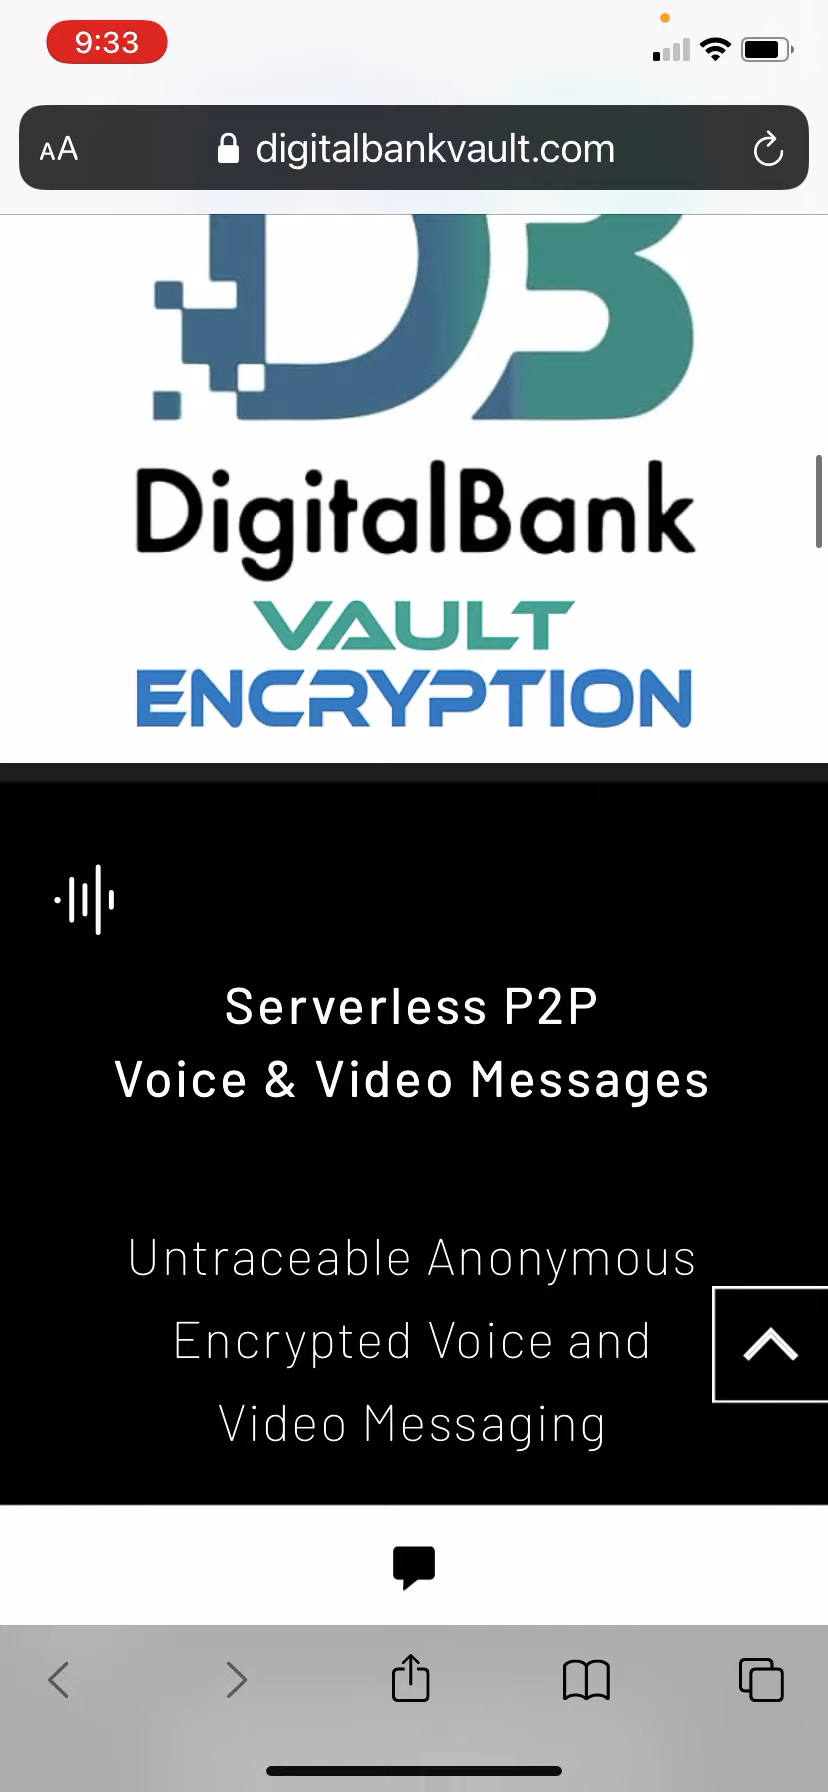 9:33
AA digitalbankvault.com
DB
DigitalBank
VAULT
ENCRYPTION
Serverless P2P
Voice & Video Messages
Untraceable Anonymous
Encrypted Voice and
Video Messaging